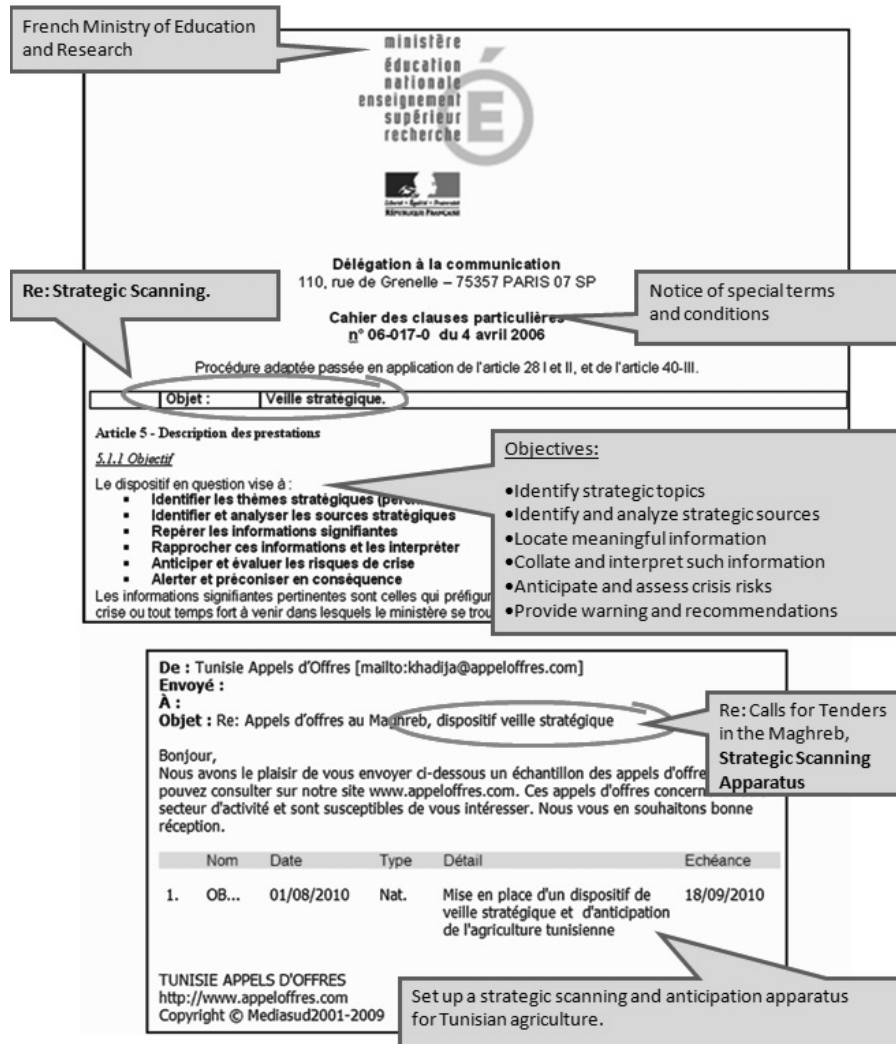 French Ministry of Education
and Research
ministère
éducation
nationale
enseignement
supérieur
recherche
É
Liberté • Égalité • Fraternité
RÉPUBLIQUE FRANÇAISE
Délégation à la communication
110, rue de Grenelle – 75357 PARIS 07 SP
Re: Strategic Scanning.
Notice of special terms
and conditions
Cahier des clauses particulières
n° 06-017-0 du 4 avril 2006
Procédure adaptée passée en application de l'article 28 I et II, et de l'article 40-III.
Objet : Veille stratégique.
Article 5 - Description des prestations
5.1.1 Objectif
Le dispositif en question vise à :
▪ Identifier les thèmes stratégiques
▪ Identifier et analyser les sources stratégiques
▪ Repérer les informations signifiantes
▪ Rapprocher ces informations et les interpréter
▪ Anticiper et évaluer les risques de crise
▪ Alerter et préconiser en conséquence
Les informations signifiantes pertinentes sont celles qui
crise ou tout temps fort à venir dans lesquels le ministère se
Objectives:
•Identify strategic topics
•Identify and analyze strategic sources
•Locate meaningful information
•Collate and interpret such information
•Anticipate and assess crisis risks
•Provide warning and recommendations
De : Tunisie Appels d'Offres [mailto:khadija@appeloffres.com]
Envoyé :
À :
Objet : Re: Appels d'offres au Maghreb, dispositif veille stratégique
Re: Calls for Tenders
in the Maghreb,
Strategic Scanning
Apparatus
Bonjour,
Nous avons le plaisir de vous envoyer ci-dessous un échantillon des appels
pouvez consulter sur notre site www.appeloffres.com. Ces appels d'offres
secteur d'activité et sont susceptibles de vous intéresser. Nous vous en souhaitons bonne
réception.
Nom Date Type Détail Echéance
1. OB... 01/08/2010 Nat. Mise en place d'un dispositif de 18/09/2010
veille stratégique et d'anticipation
de l'agriculture tunisienne
TUNISIE APPELS D'OFFRES
http://www.appeloffres.com
Copyright © Mediasud2001-2009
Set up a strategic scanning and anticipation apparatus
for Tunisian agriculture.